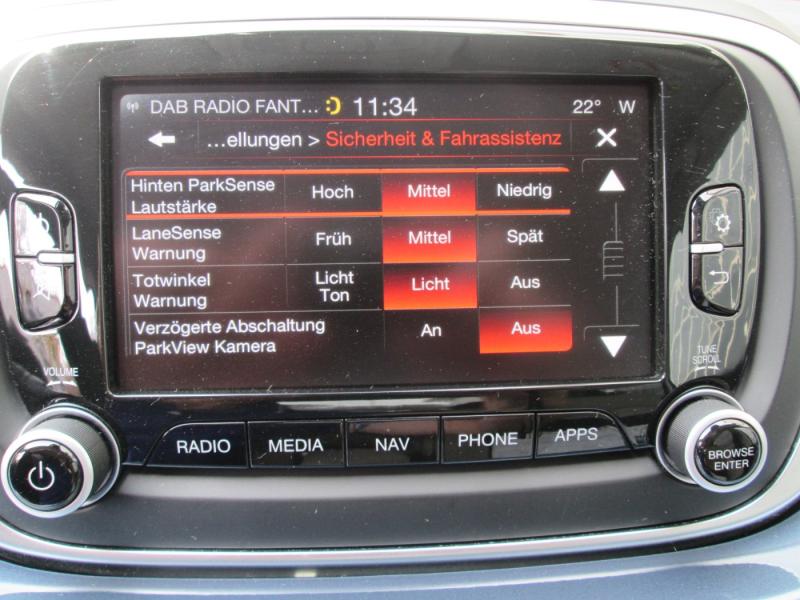 DAB RADIO FANT... 11:34 22° W
...ellungen > Sicherheit & Fahrassistenz X
Hinten ParkSense
Lautstärke
Hoch Mittel Niedrig
LaneSense
Warnung
Früh Mittel Spät
Totwinkel
Warnung
Licht
Ton
Licht Aus
Verzögerte Abschaltung
ParkView Kamera
An Aus
VOLUME
TUNE
SCROLL
RADIO MEDIA NAV PHONE APPS
BROWSE
ENTER